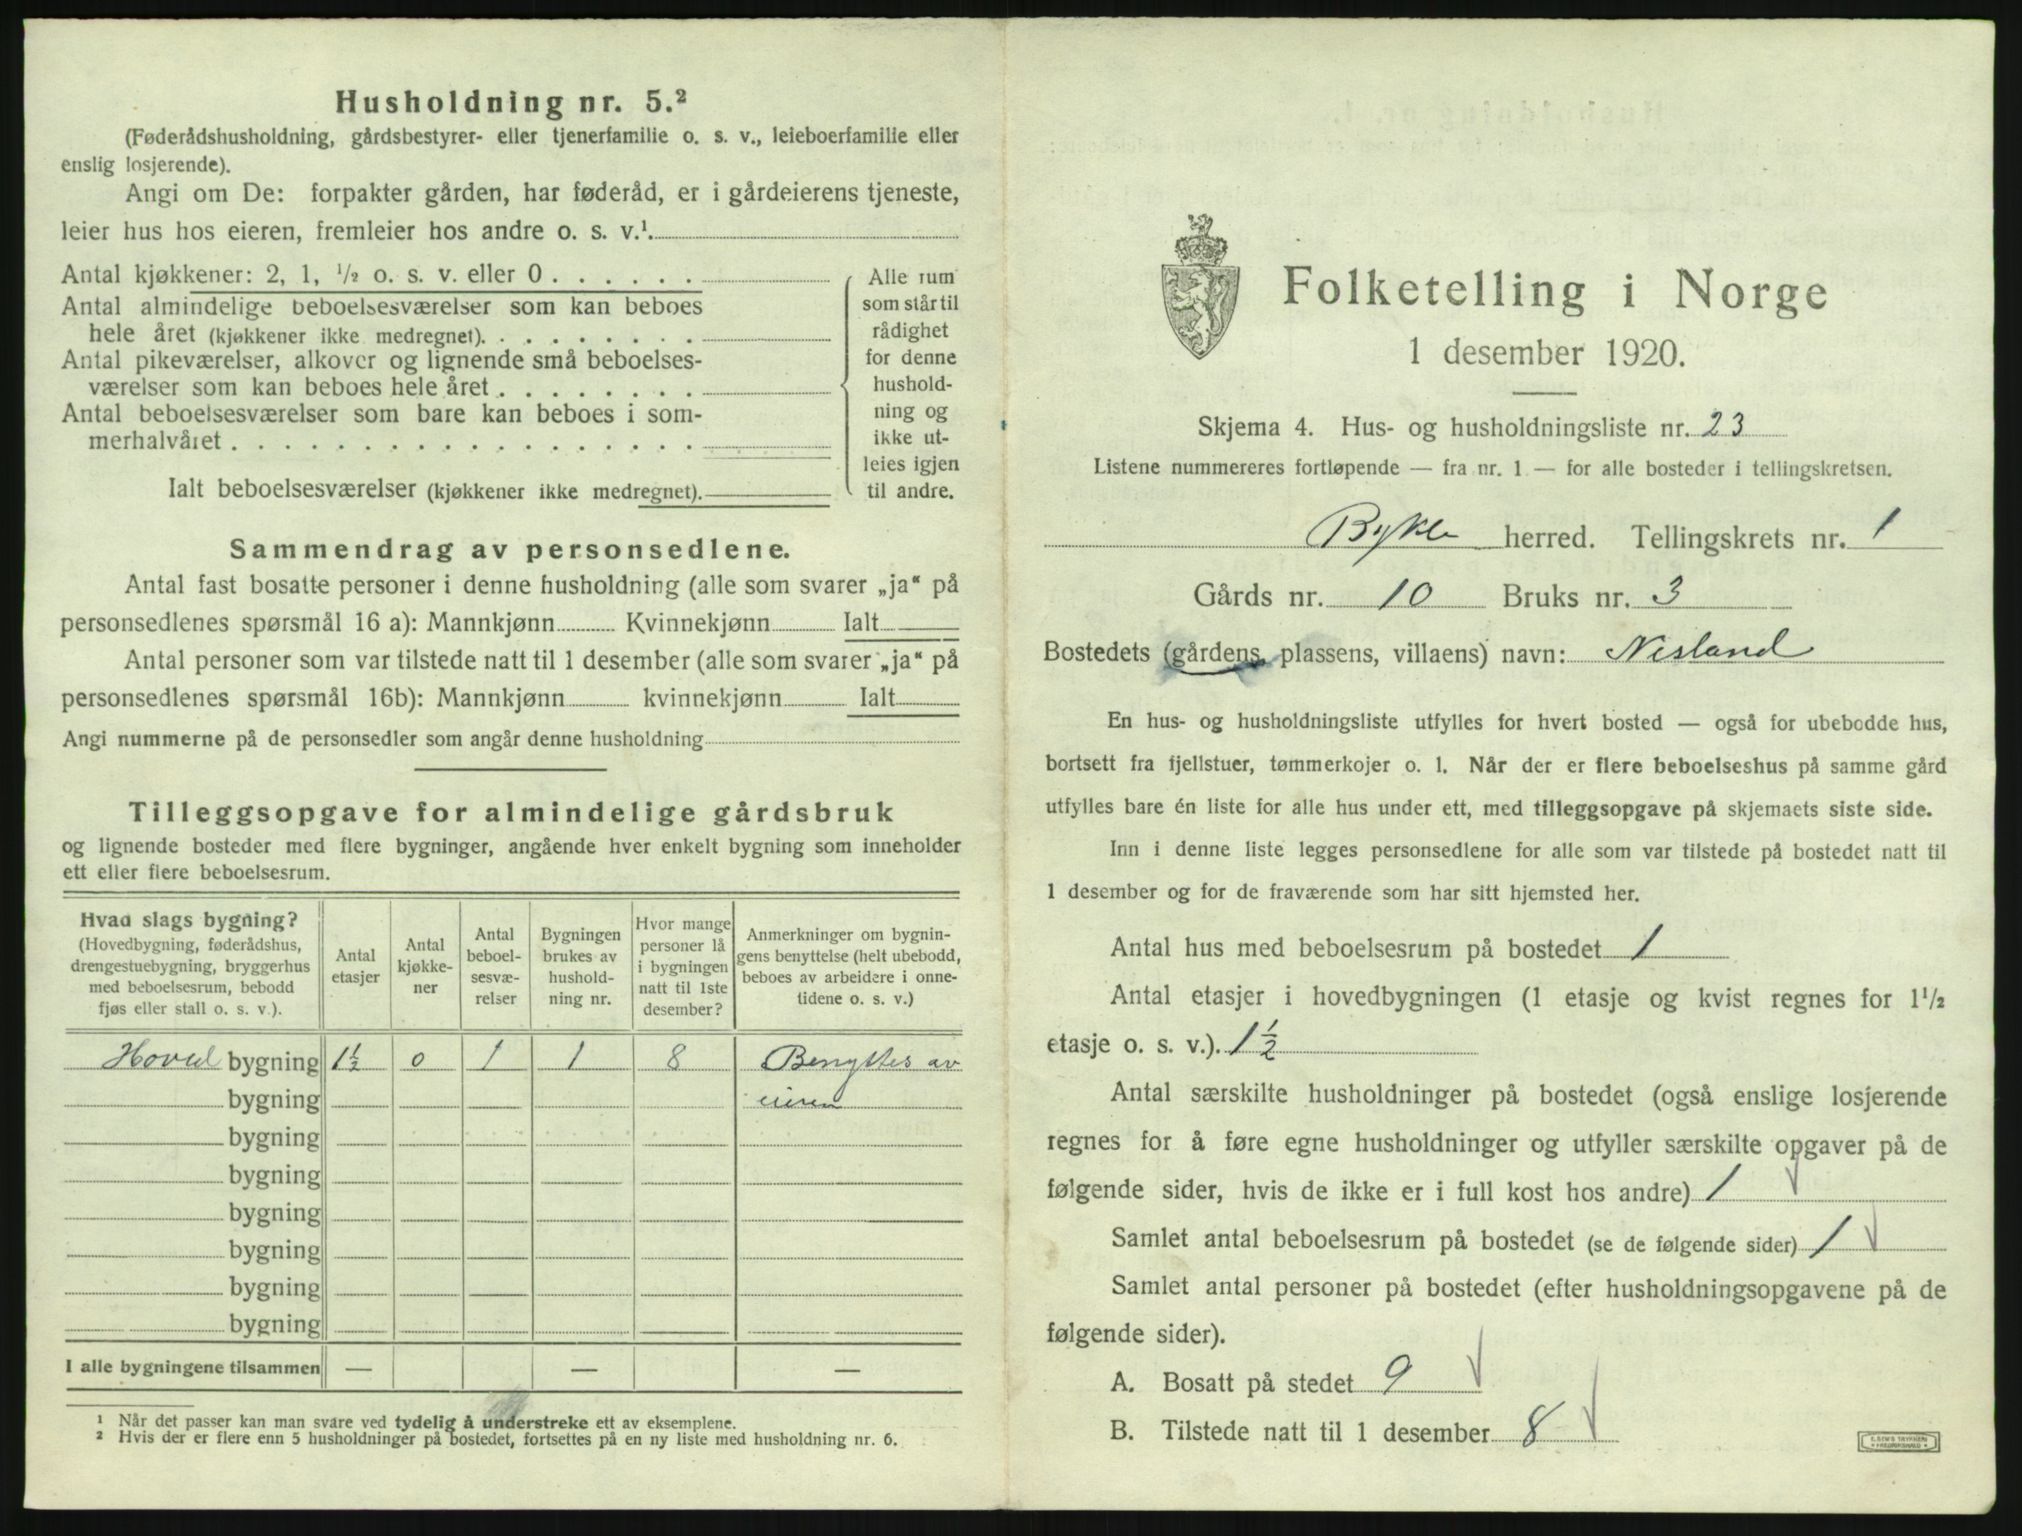 Husholdning nr. 5.²
(Føderådshusholdning, gårdsbestyrer- eller tjenerfamilie o. s. v., leieboerfamilie eller
enslig losjerende).
Angi om De: forpakter gården, har føderåd, er i gårdeierens tjeneste,
leier hus hos eieren, fremleier hos andre o. s. v.¹
Antal kjøkkener: 2, 1, ½ o. s. v. eller 0 . . . . . .
Antal almindelige beboelsesværelser som kan beboes
hele året (kjøkkener ikke medregnet). . . . . . . . .
Antal pikeværelser, alkover og lignende små beboelses-
værelser som kan beboes hele året . . . . . . . .
Antal beboelsesværelser som bare kan beboes i som-
merhalvåret . . . . . . . . . . . . . . . . .
Ialt beboelsesværelser (kjøkkener ikke medregnet).
Alle rum
som står til
rådighet
for denne
hushold-
ning og
ikke ut-
leies igjen
til andre.
Sammendrag av personsedlene.
Antal fast bosatte personer i denne husholdning (alle som svarer „ja“ på
personsedlenes spørsmål 16 a): Mannkjønn Kvinnekjønn Ialt
Antal personer som var tilstede natt til 1 desember (alle som svarer „ja“ på
personsedlenes spørsmål 16b): Mannkjønn kvinnekjønn Ialt
Angi nummerne på de personsedler som angår denne husholdning
Tilleggsopgave for almindelige gårdsbruk
og lignende bosteder med flere bygninger, angående hver enkelt bygning som inneholder
ett eller flere beboelsesrum.
Hvad slags bygning?
(Hovedbygning, føderådshus,
drengestuebygning, bryggerhus
med beboelsesrum, bebodd
fjøs eller stall o. s. v.).
Antal
etasjer
Antal
kjøkke-
ner
Antal
beboel-
sesvæ-
relser
Bygningen
brukes av
hushold-
ning nr.
Hvor mange
personer lå
i bygningen
natt til 1ste
desember?
Anmerkninger om bygnin-
gens benyttelse (helt ubebodd,
beboes av arbeidere i onne-
tidene o. s. v.)
Hoved bygning 1½ 0 1 1 8 Benyttes av
bygning eieren
bygning
bygning
bygning
bygning
bygning
bygning
I alle bygningene tilsammen — — —
¹ Når det passer kan man svare ved tydelig å understreke ett av eksemplene.
² Hvis der er flere enn 5 husholdninger på bostedet, fortsettes på en ny liste med husholdning nr. 6.
Folketelling i Norge
1 desember 1920.
Skjema 4. Hus- og husholdningsliste nr. 23
Listene nummereres fortløpende — fra nr. 1 — for alle bosteder i tellingskretsen.
Bykle herred. Tellingskrets nr. 1
Gårds nr. 10 Bruks nr. 3
Bostedets (gårdens, plassens, villaens) navn: Nesland
En hus- og husholdningsliste utfylles for hvert bosted — også for ubebodde hus,
bortsett fra fjellstuer, tømmerkojer o. l. Når der er flere beboelseshus på samme gård
utfylles bare én liste for alle hus under ett, med tilleggsopgave på skjemaets siste side.
Inn i denne liste legges personsedlene for alle som var tilstede på bostedet natt til
1 desember og for de fraværende som har sitt hjemsted her.
Antal hus med beboelsesrum på bostedet 1
Antal etasjer i hovedbygningen (1 etasje og kvist regnes for 1½
etasje o. s. v.). 1½
Antal særskilte husholdninger på bostedet (også enslige losjerende
regnes for å føre egne husholdninger og utfyller særskilte opgaver på de
følgende sider, hvis de ikke er i full kost hos andre) 1
Samlet antal beboelsesrum på bostedet (se de følgende sider) 1
Samlet antal personer på bostedet (efter husholdningsopgavene på de
følgende sider).
A. Bosatt på stedet 9
B. Tilstede natt til 1 desember 8